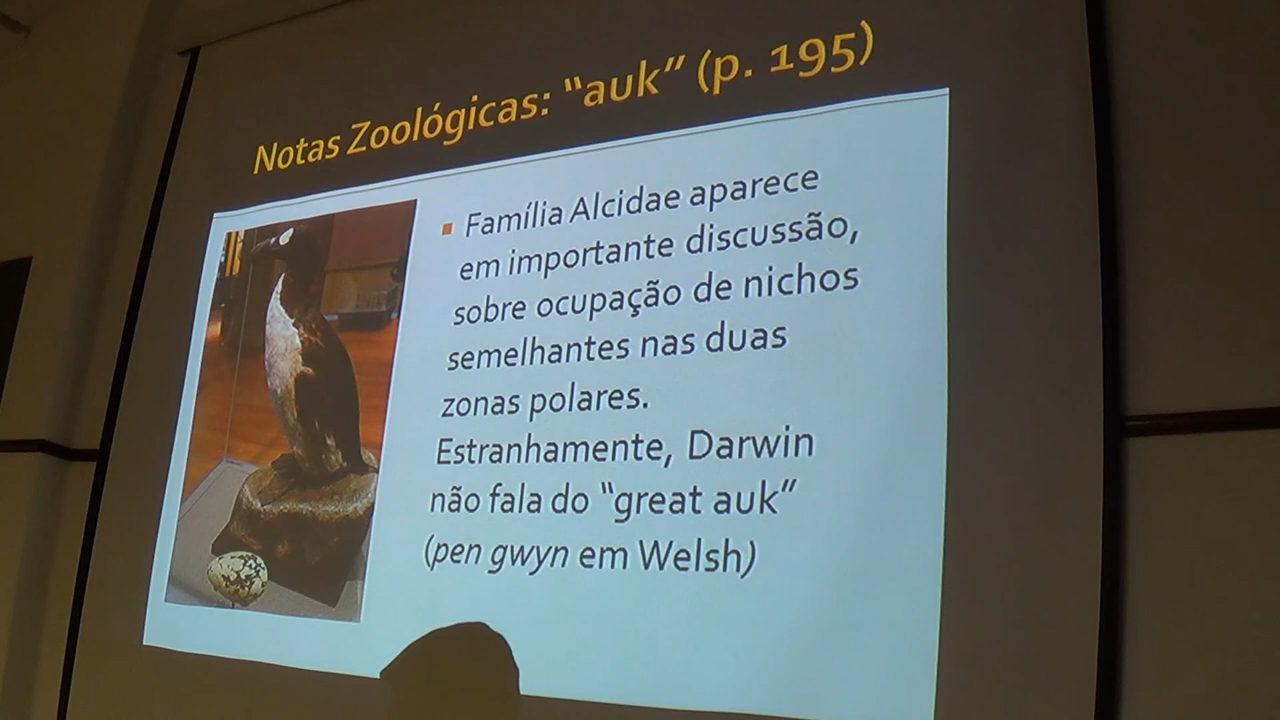 Notas Zoológicas: “auk” (p. 195)
Família Alcidae aparece
em importante discussão,
sobre ocupação de nichos
semelhantes nas duas
zonas polares.
Estranhamente, Darwin
não fala do “great auk”
(pen gwyn em Welsh)